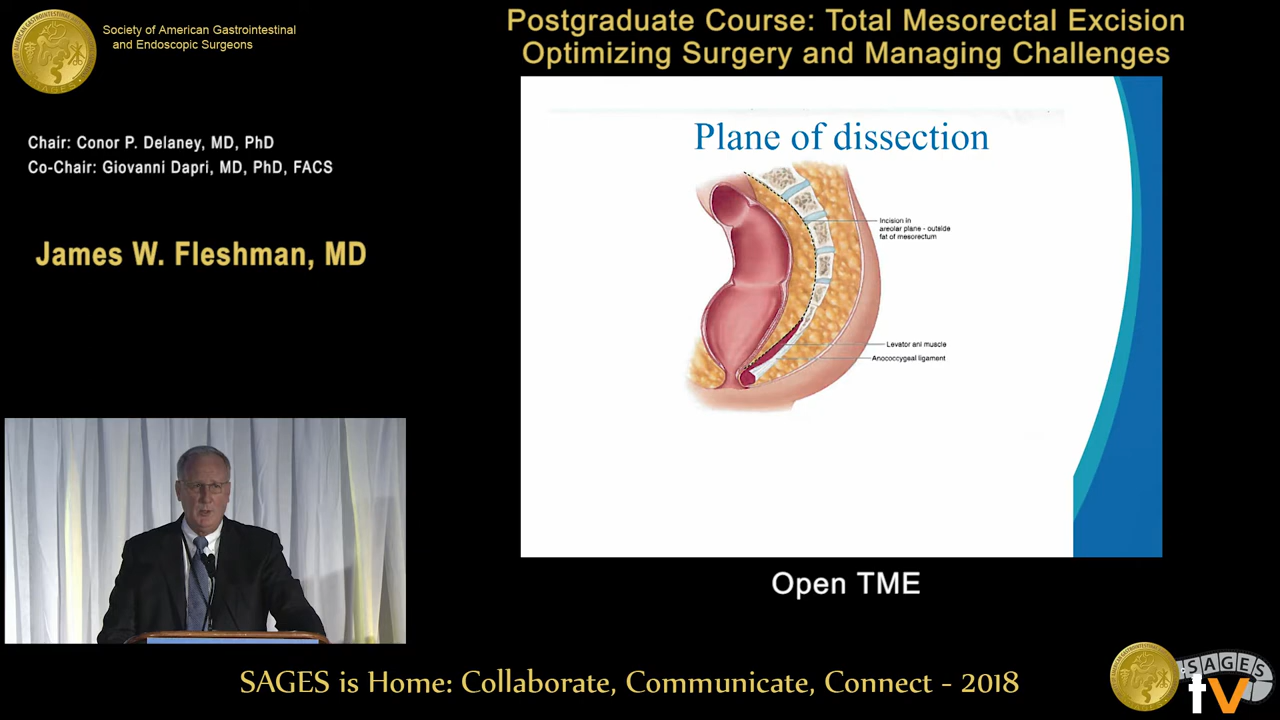 Society of American Gastrointestinal
and Endoscopic Surgeons
Postgraduate Course: Total Mesorectal Excision
Optimizing Surgery and Managing Challenges
Chair: Conor P. Delaney, MD, PhD
Co-Chair: Giovanni Dapri, MD, PhD, FACS
James W. Fleshman, MD
Plane of dissection
Incision in
areolar plane - outside
fat of mesorectum
Levator ani muscle
Anococcygeal ligament
Open TME
SAGES is Home: Collaborate, Communicate, Connect - 2018
SAGES
tv